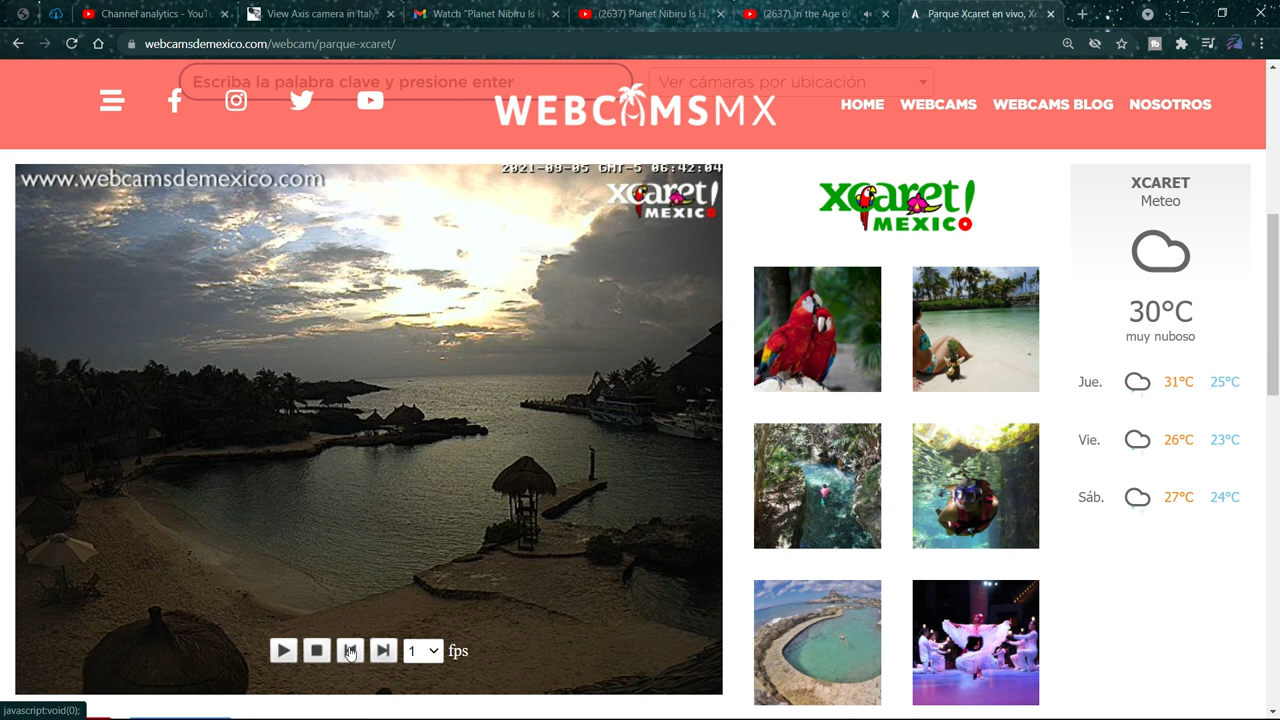 Channel analytics - YouT
View Axis camera in Italy
Watch "Planet Nibiru Is
(2637) Planet Nibiru Is H
(2637) In the Age of
Parque Xcaret en vivo, Xc
webcamsdemexico.com/webcam/parque-xcaret/
Escriba la palabra clave y presione enter
Ver cámaras por ubicación
WEBCAMSMX
HOME WEBCAMS WEBCAMS BLOG NOSOTROS
www.webcamsdemexico.com
2021-09-05 GMT-5 06:42:04
xcaret!
MEXICO
xcaret!
MEXICO
XCARET
Meteo
30°C
muy nuboso
Jue. 31°C 25°C
Vie. 26°C 23°C
Sáb. 27°C 24°C
1 fps
javascript:void(0);